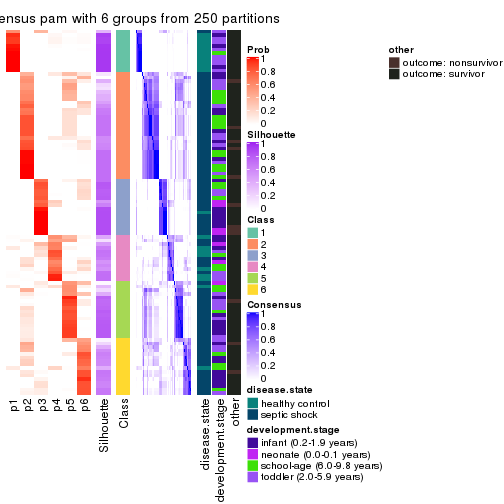 ensus pam with 6 groups from 250 partitions
Prob
1
0.8
0.6
0.4
0.2
0
Silhouette
1
0.8
0.6
0.4
0.2
0
Class
1
2
3
4
5
6
Consensus
1
0.8
0.6
0.4
0.2
0
disease.state
healthy control
septic shock
development.stage
infant (0.2-1.9 years)
neonate (0.0-0.1 years)
school-age (6.0-9.8 years)
toddler (2.0-5.9 years)
other
outcome: nonsurvivor
outcome: survivor
p1
p2
p3
p4
p5
p6
Silhouette
Class
disease.state
development.stage
other